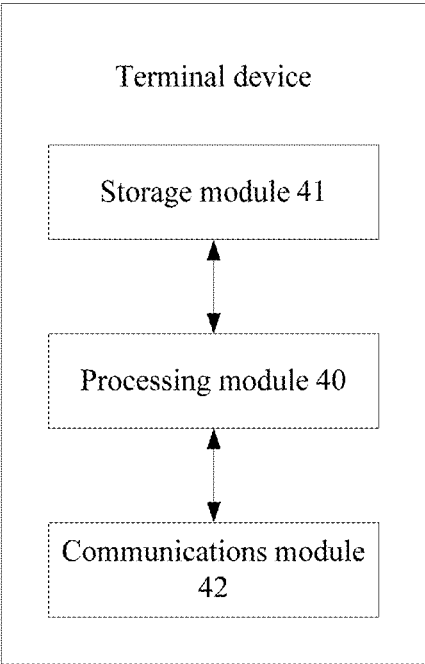 Terminal device
Storage module 41
Processing module 40
Communications module
42